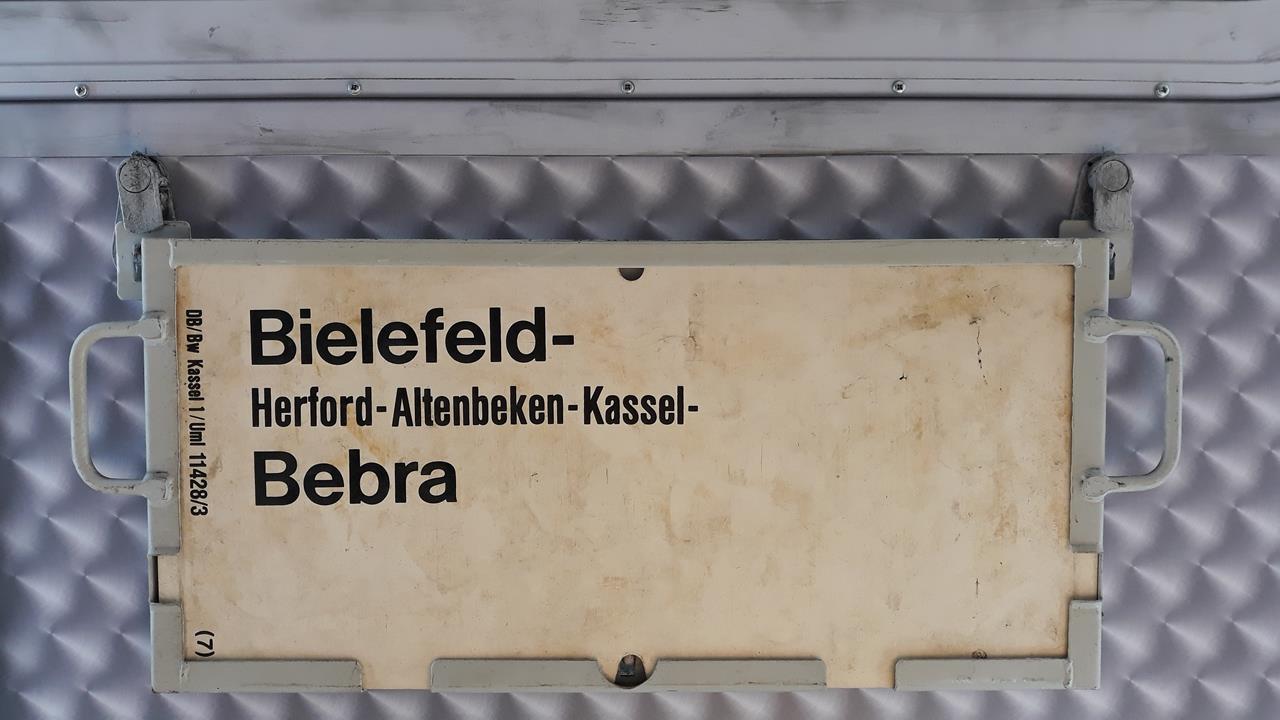 Bielefeld-
Herford-Altenbeken-Kassel-
Bebra
DB/Bw Kassel 1/Uml 11428/3
(7)